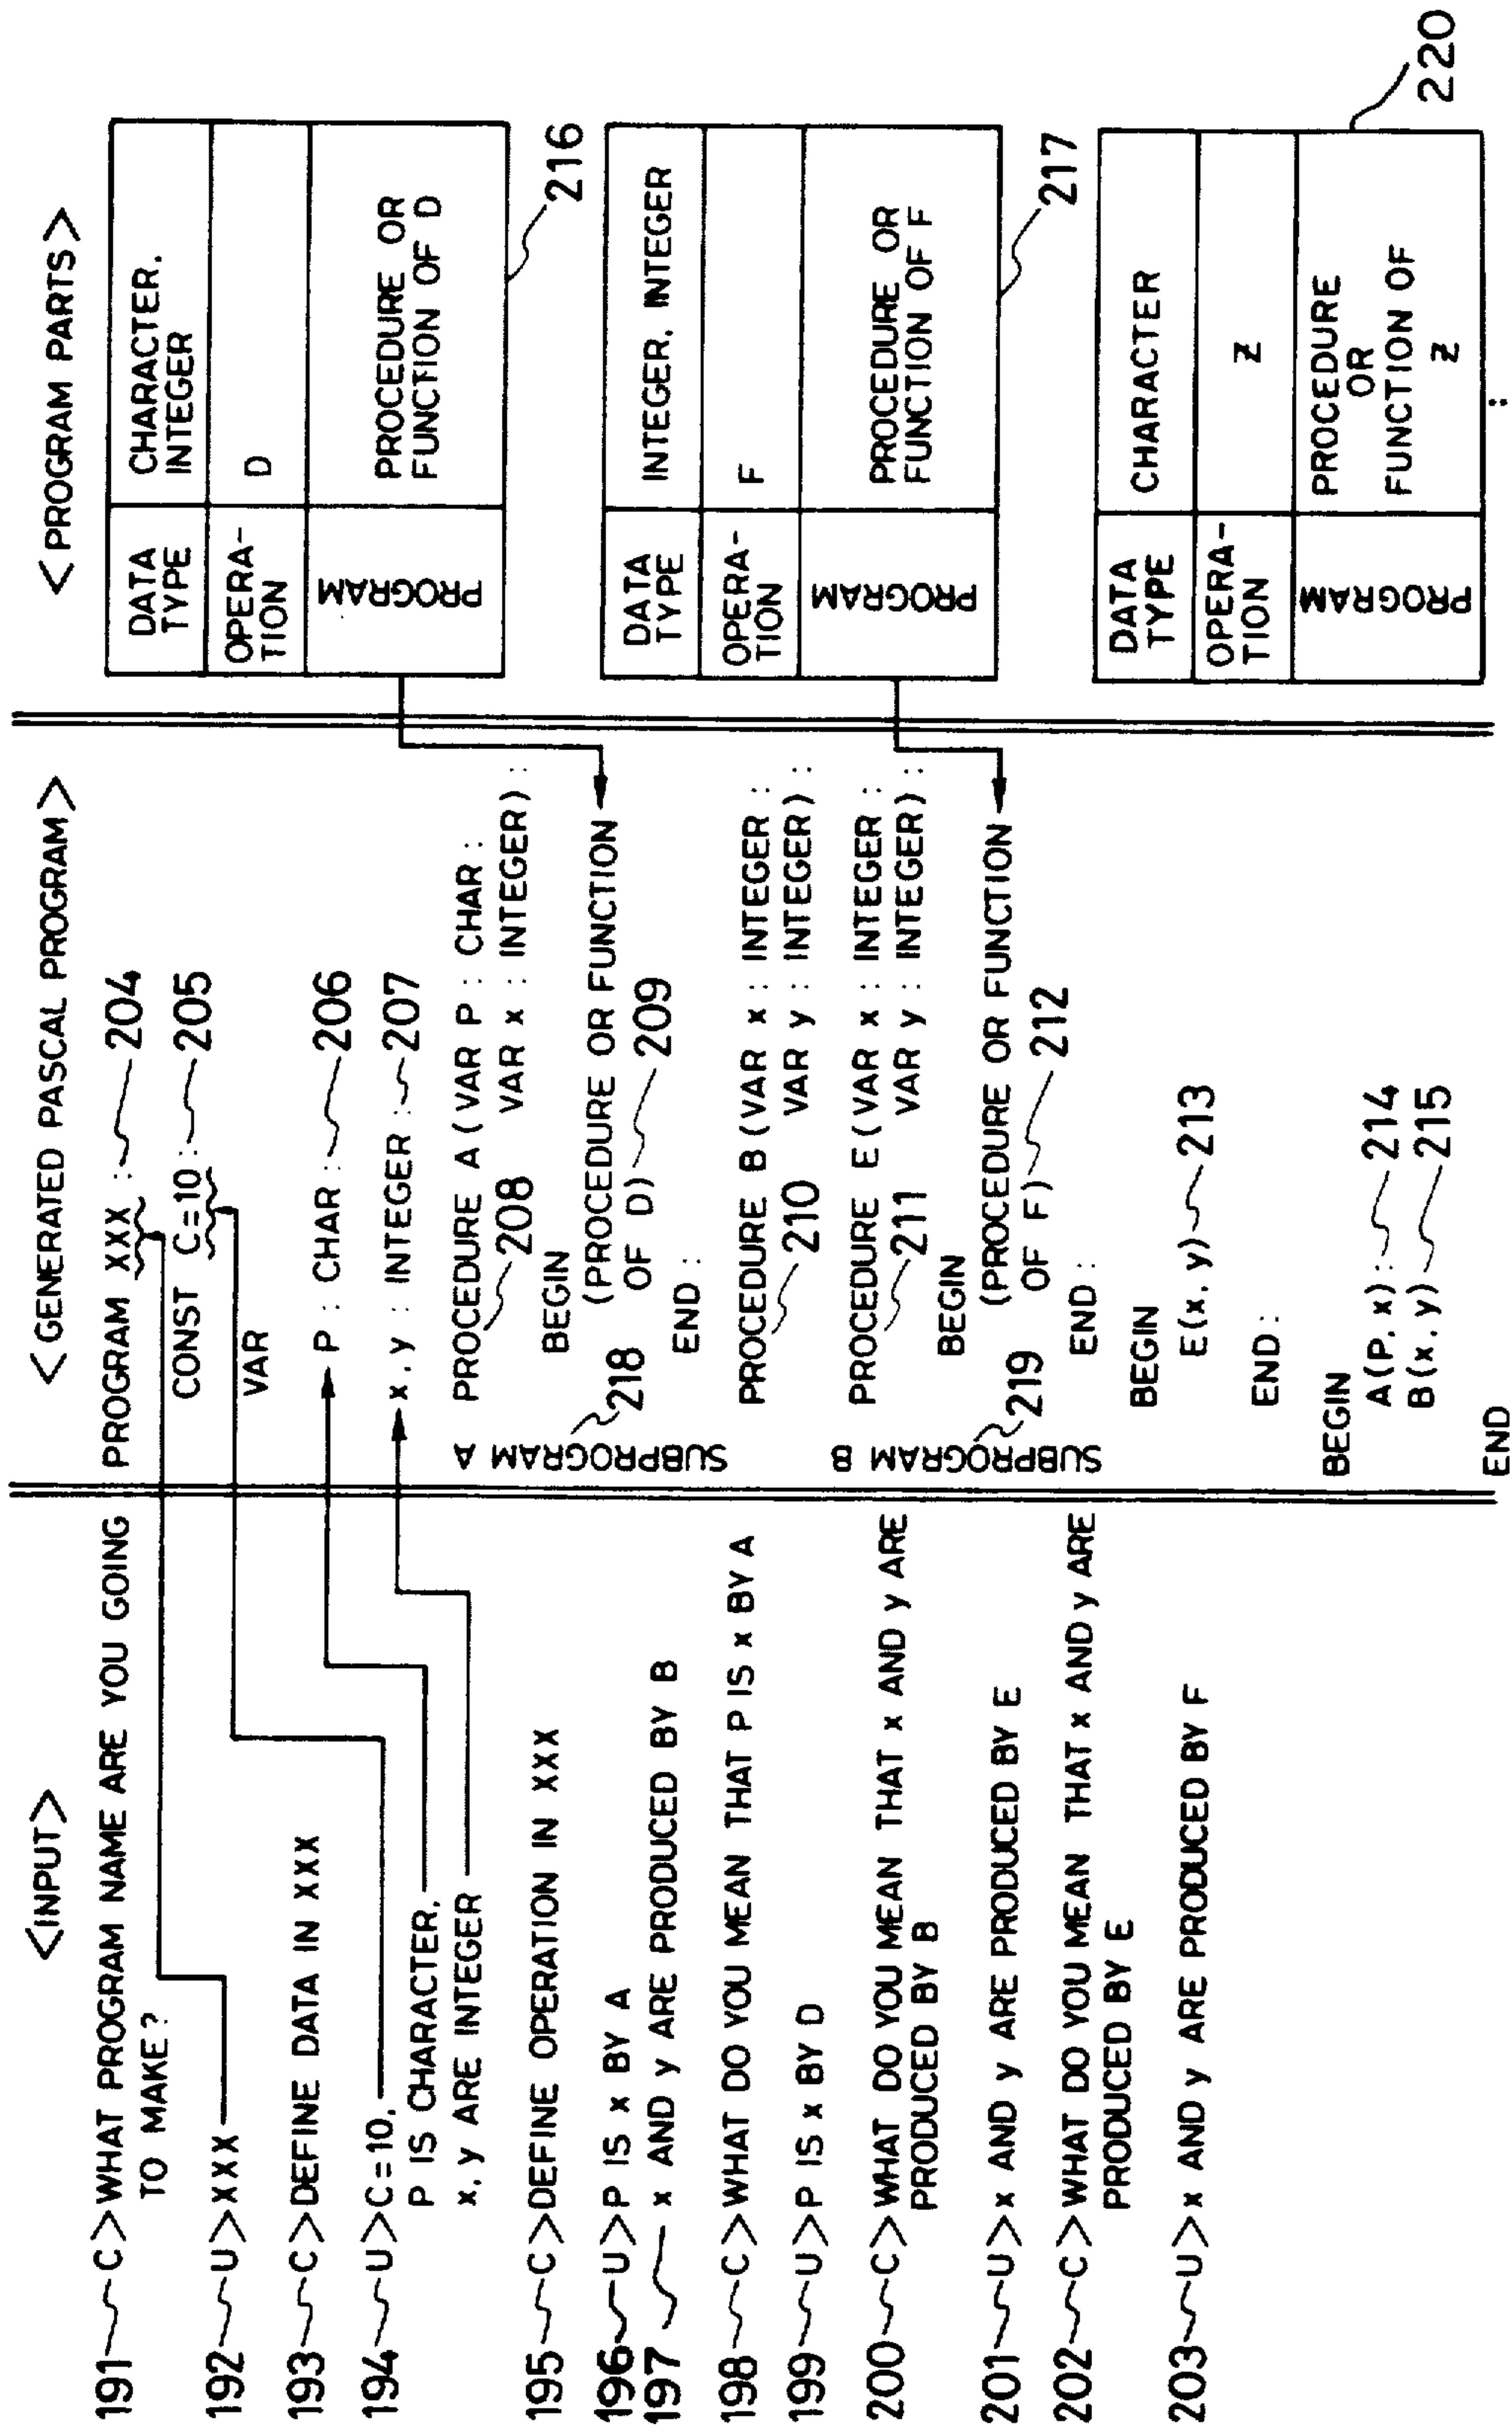 <INPUT>
191 C>WHAT PROGRAM NAME ARE YOU GOING
TO MAKE?
192 U>XXX
193 C>DEFINE DATA IN XXX
194 U>C=10,
P IS CHARACTER,
x, y ARE INTEGER
195 C>DEFINE OPERATION IN XXX
196 U>P IS x BY A
197 x AND y ARE PRODUCED BY B
198 C>WHAT DO YOU MEAN THAT P IS x BY A
199 U>P IS x BY D
200 C>WHAT DO YOU MEAN THAT x AND y ARE
PRODUCED BY B
201 U>x AND y ARE PRODUCED BY E
202 C>WHAT DO YOU MEAN THAT x AND y ARE
PRODUCED BY E
203 U>x AND y ARE PRODUCED BY F
<GENERATED PASCAL PROGRAM>
PROGRAM XXX : 204
CONST C=10 : 205
VAR
P : CHAR : 206
x, y : INTEGER : 207
SUBPROGRAM A 218
PROCEDURE A (VAR P : CHAR :
208 VAR x : INTEGER) :
BEGIN
(PROCEDURE OR FUNCTION
OF D) 209
END :
SUBPROGRAM B 219
PROCEDURE B (VAR x : INTEGER :
210 VAR y : INTEGER) :
PROCEDURE E (VAR x : INTEGER :
211 VAR y : INTEGER) :
BEGIN
(PROCEDURE OR FUNCTION
OF F) 212
END :
BEGIN
E(x, y) 213
END :
BEGIN
A(P, x) : 214
B(x, y) 215
END
<PROGRAM PARTS>
DATA TYPE CHARACTER, INTEGER
OPERA-TION D
PROGRAM PROCEDURE OR FUNCTION OF D
216
DATA TYPE INTEGER, INTEGER
OPERA-TION F
PROGRAM PROCEDURE OR FUNCTION OF F
217
DATA TYPE CHARACTER
OPERA-TION Z
PROGRAM PROCEDURE OR FUNCTION OF Z
220
: